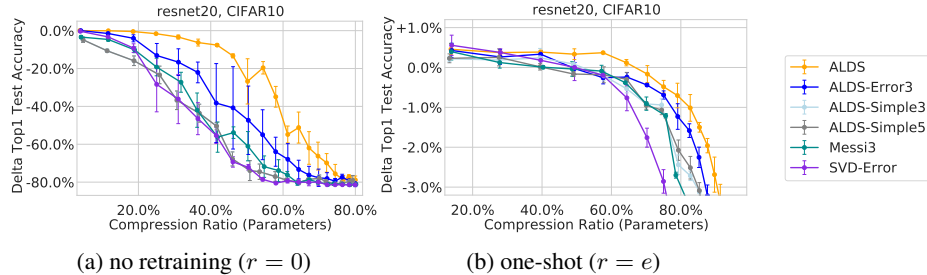 resnet20, CIFAR10
Delta Top1 Test Accuracy
0.0%
-20.0%
-40.0%
-60.0%
-80.0%
20.0%
40.0%
60.0%
80.0%
Compression Ratio (Parameters)
(a) no retraining (r = 0)
resnet20, CIFAR10
Delta Top1 Test Accuracy
+1.0%
0.0%
-1.0%
-2.0%
-3.0%
20.0%
40.0%
60.0%
80.0%
Compression Ratio (Parameters)
(b) one-shot (r = e)
ALDS
ALDS-Error3
ALDS-Simple3
ALDS-Simple5
Messi3
SVD-Error